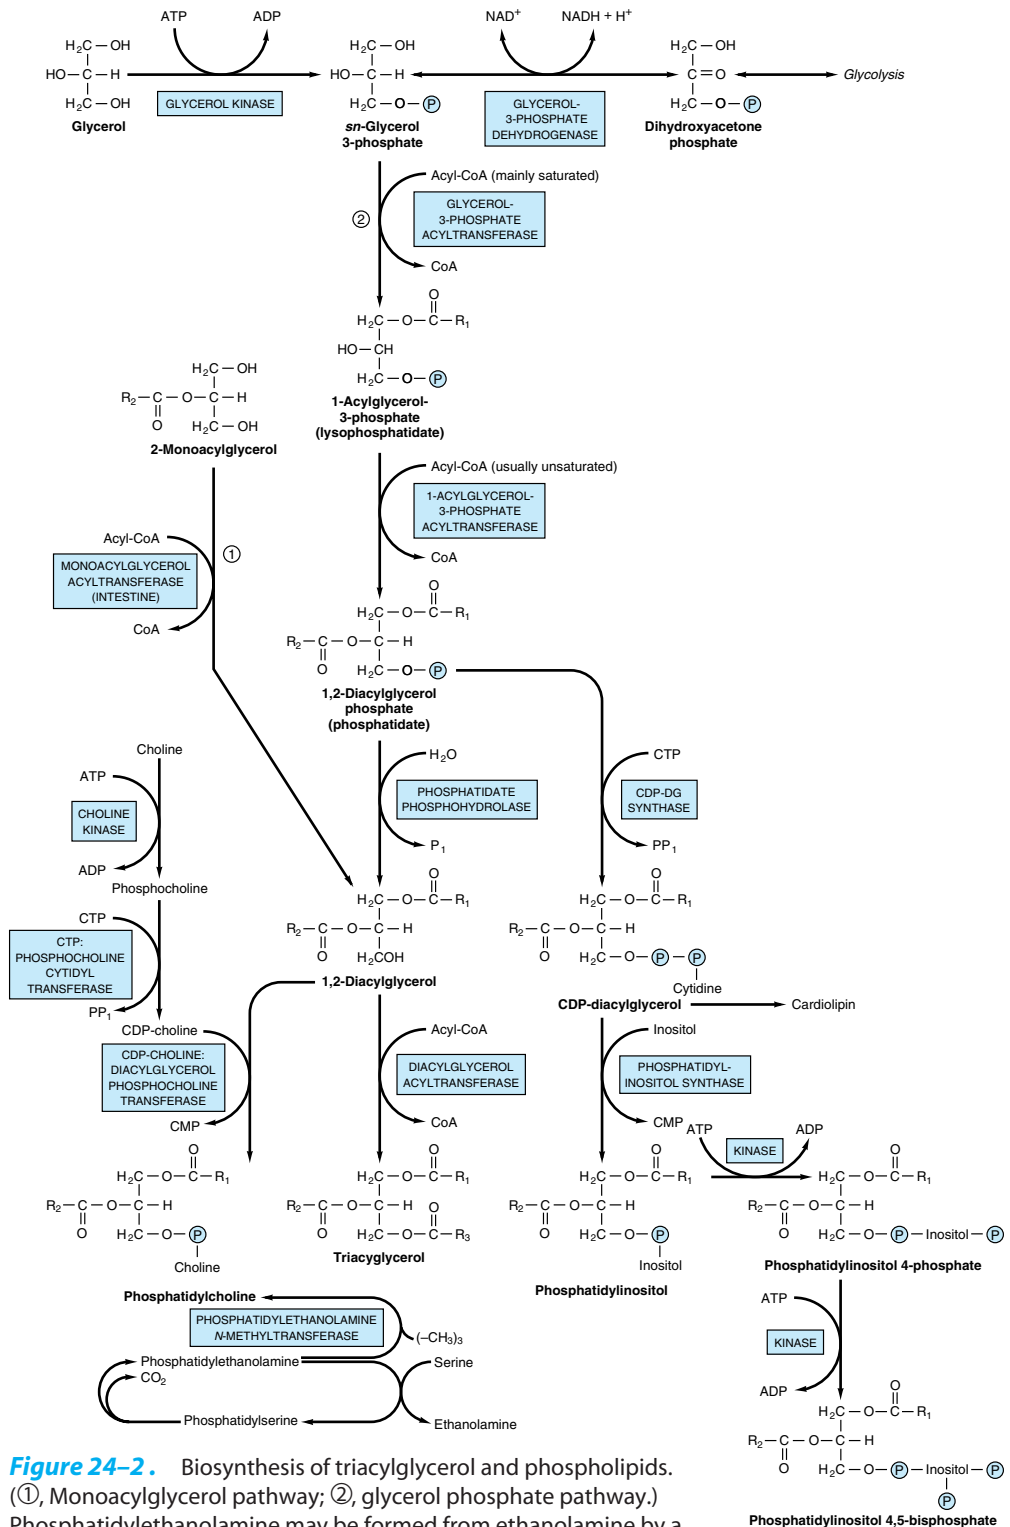 ATP ADP NAD⁺ NADH + H⁺
H₂C — OH H₂C — OH H₂C — OH
HO — C — H HO — C — H C = O Glycolysis
H₂C — OH H₂C — O — P H₂C — O — P
GLYCEROL KINASE
GLYCEROL-
3-PHOSPHATE
DEHYDROGENASE
Glycerol
sn-Glycerol
3-phosphate
Dihydroxyacetone
phosphate
Acyl-CoA (mainly saturated)
②
GLYCEROL-
3-PHOSPHATE
ACYLTRANSFERASE
CoA
O
H₂C — O — C — R₁
HO — CH
H₂C — O — P
1-Acylglycerol-
3-phosphate
(lysophosphatidate)
H₂C — OH
R₂ — C — O — C — H
O H₂C — OH
2-Monoacylglycerol
Acyl-CoA (usually unsaturated)
1-ACYLGLYCEROL-
3-PHOSPHATE
ACYLTRANSFERASE
CoA
Acyl-CoA
①
MONOACYLGLYCEROL
ACYLTRANSFERASE
(INTESTINE)
CoA
O
H₂C — O — C — R₁
R₂ — C — O — C — H
O H₂C — O — P
1,2-Diacylglycerol
phosphate
(phosphatidate)
Choline
ATP
CHOLINE
KINASE
ADP
Phosphocholine
H₂O
PHOSPHATIDATE
PHOSPHOHYDROLASE
P₁
CTP
CDP-DG
SYNTHASE
PP₁
CTP
CTP:
PHOSPHOCHOLINE
CYTIDYL
TRANSFERASE
PP₁
CDP-choline
O
H₂C — O — C — R₁
R₂ — C — O — C — H
O H₂COH
1,2-Diacylglycerol
O
H₂C — O — C — R₁
R₂ — C — O — C — H
O H₂C — O — P — P
Cytidine
CDP-diacylglycerol Cardiolipin
CDP-CHOLINE:
DIACYLGLYCEROL
PHOSPHOCHOLINE
TRANSFERASE
CMP
Acyl-CoA
DIACYLGLYCEROL
ACYLTRANSFERASE
CoA
Inositol
PHOSPHATIDYL-
INOSITOL SYNTHASE
CMP
ATP ADP
KINASE
O
H₂C — O — C — R₁
R₂ — C — O — C — H
O H₂C — O — P
Choline
Phosphatidylcholine
O
H₂C — O — C — R₁
R₂ — C — O — C — H O
O H₂C — O — C — R₃
Triacyglycerol
O
H₂C — O — C — R₁
R₂ — C — O — C — H
O H₂C — O — P
Inositol
Phosphatidylinositol
O
H₂C — O — C — R₁
R₂ — C — O — C — H
O H₂C — O — P — Inositol — P
Phosphatidylinositol 4-phosphate
PHOSPHATIDYLETHANOLAMINE
N-METHYLTRANSFERASE
(–CH₃)₃
Phosphatidylethanolamine Serine
CO₂
Phosphatidylserine Ethanolamine
ATP
KINASE
ADP
O
H₂C — O — C — R₁
R₂ — C — O — C — H
O H₂C — O — P — Inositol — P
P
Phosphatidylinositol 4,5-bisphosphate
Figure 24–2. Biosynthesis of triacylglycerol and phospholipids.
(①, Monoacylglycerol pathway; ②, glycerol phosphate pathway.)
Phosphatidylethanolamine may be formed from ethanolamine by a